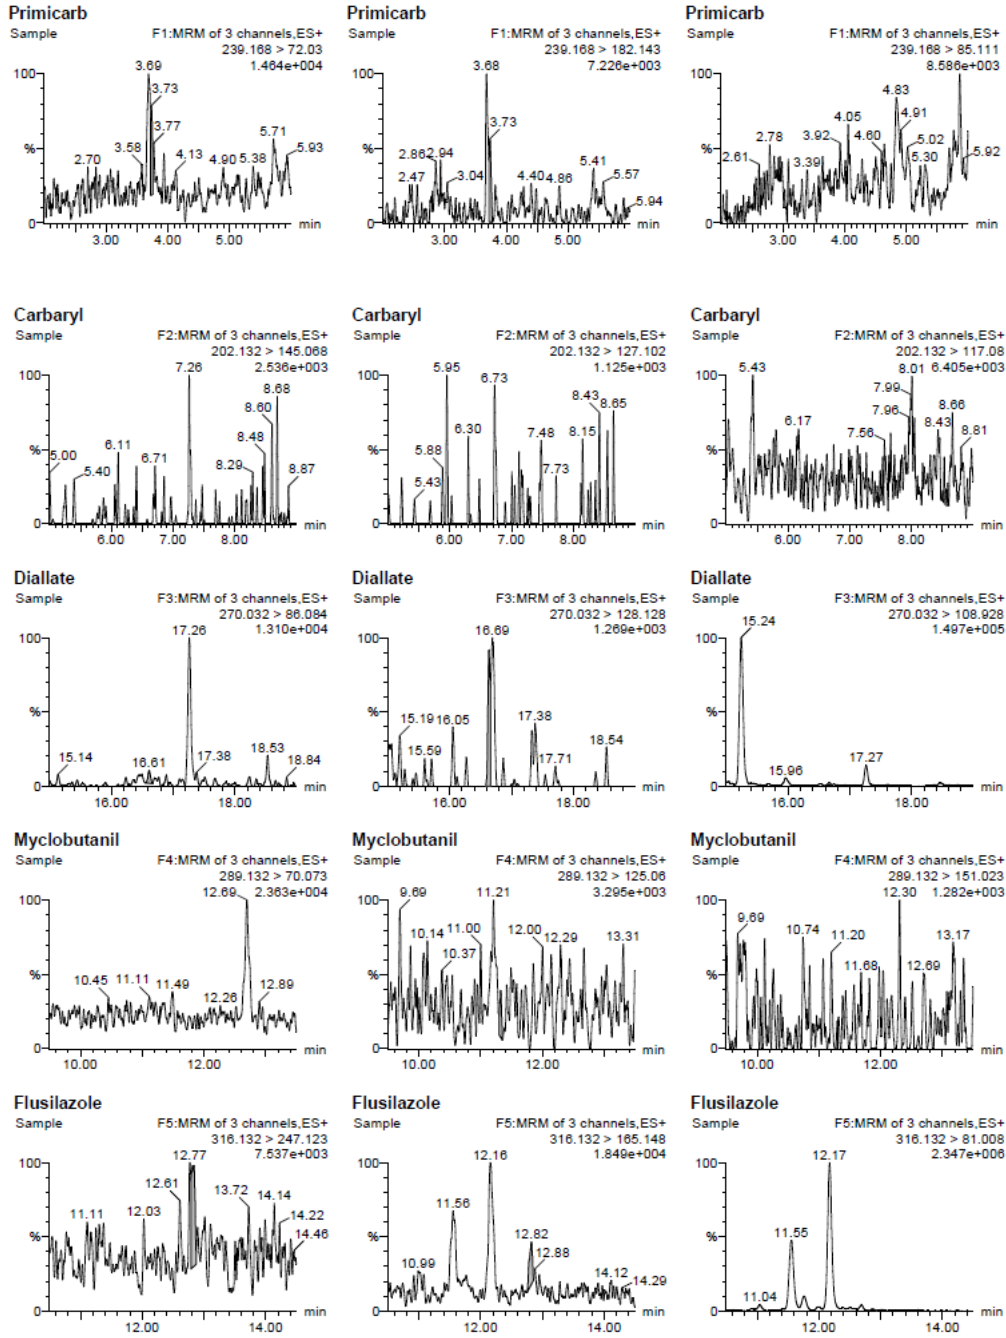 Primicarb
Sample F1:MRM of 3 channels,ES+
239.168 > 72.03
1.464e+004
100
%
0
3.69
3.73
3.77
3.58
2.70
4.13
4.90
5.38
5.71
5.93
3.00 4.00 5.00 min
Primicarb
Sample F1:MRM of 3 channels,ES+
239.168 > 182.143
7.226e+003
100
%
0
3.68
3.73
2.86
2.94
2.47
3.04
4.40
4.86
5.41
5.57
5.94
3.00 4.00 5.00 min
Primicarb
Sample F1:MRM of 3 channels,ES+
239.168 > 85.111
8.586e+003
100
%
0
2.61
2.78
3.39
3.92
4.05
4.60
4.83
4.91
5.02
5.30
5.92
3.00 4.00 5.00 min
Carbaryl
Sample F2:MRM of 3 channels,ES+
202.132 > 145.068
2.536e+003
100
%
0
5.00
5.40
6.11
6.71
7.26
8.29
8.48
8.60
8.68
8.87
6.00 7.00 8.00 min
Carbaryl
Sample F2:MRM of 3 channels,ES+
202.132 > 127.102
1.125e+003
100
%
0
5.43
5.88
5.95
6.30
6.73
7.48
7.73
8.15
8.43
8.65
6.00 7.00 8.00 min
Carbaryl
Sample F2:MRM of 3 channels,ES+
202.132 > 117.08
6.405e+003
100
%
0
5.43
6.17
7.56
7.96
7.99
8.01
8.43
8.66
8.81
6.00 7.00 8.00 min
Diallate
Sample F3:MRM of 3 channels,ES+
270.032 > 86.084
1.310e+004
100
%
0
15.14
16.61
17.26
17.38
18.53
18.84
16.00 18.00 min
Diallate
Sample F3:MRM of 3 channels,ES+
270.032 > 128.128
1.269e+003
100
%
0
15.19
15.59
16.05
16.69
17.38
17.71
18.54
16.00 18.00 min
Diallate
Sample F3:MRM of 3 channels,ES+
270.032 > 108.928
1.497e+005
100
%
0
15.24
15.96
17.27
16.00 18.00 min
Myclobutanil
Sample F4:MRM of 3 channels,ES+
289.132 > 70.073
2.363e+004
100
%
0
10.45
11.11
11.49
12.26
12.69
12.89
10.00 12.00 min
Myclobutanil
Sample F4:MRM of 3 channels,ES+
289.132 > 125.06
3.295e+003
100
%
0
9.69
10.14
10.37
11.00
11.21
12.00
12.29
13.31
10.00 12.00 min
Myclobutanil
Sample F4:MRM of 3 channels,ES+
289.132 > 151.023
1.282e+003
100
%
0
9.69
10.74
11.20
11.68
12.30
12.69
13.17
10.00 12.00 min
Flusilazole
Sample F5:MRM of 3 channels,ES+
316.132 > 247.123
7.537e+003
100
%
0
11.11
12.03
12.61
12.77
13.72
14.14
14.22
14.46
12.00 14.00 min
Flusilazole
Sample F5:MRM of 3 channels,ES+
316.132 > 165.148
1.849e+004
100
%
0
10.99
11.56
12.16
12.82
12.88
14.12
14.29
12.00 14.00 min
Flusilazole
Sample F5:MRM of 3 channels,ES+
316.132 > 81.008
2.347e+006
100
%
0
11.04
11.55
12.17
12.00 14.00 min